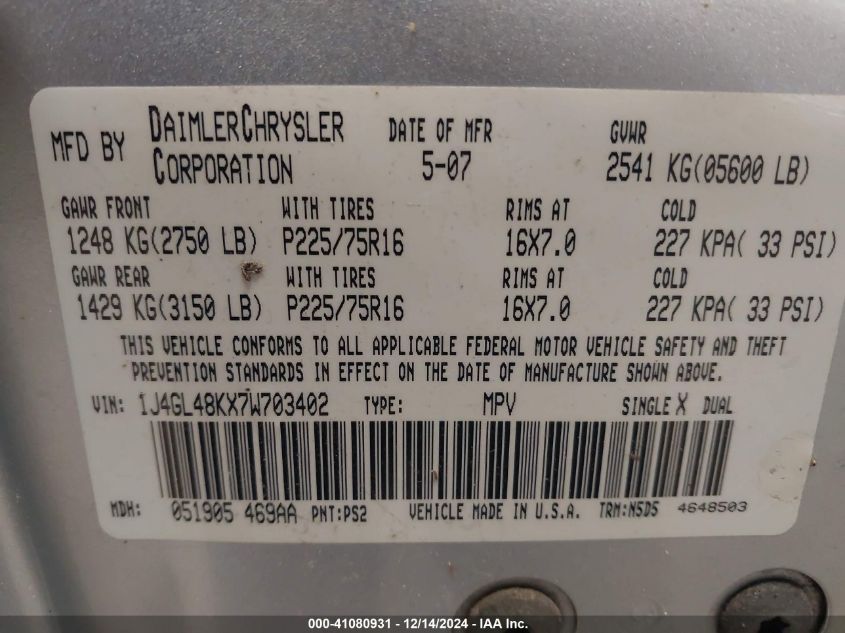 MFD BY DAIMLERCHRYSLER CORPORATION DATE OF MFR 5-07 GVWR 2541 KG(05600 LB)
GAWR FRONT WITH TIRES RIMS AT COLD
1248 KG(2750 LB) P225/75R16 16X7.0 227 KPA( 33 PSI)
GAWR REAR WITH TIRES RIMS AT COLD
1429 KG(3150 LB) P225/75R16 16X7.0 227 KPA( 33 PSI)
THIS VEHICLE CONFORMS TO ALL APPLICABLE FEDERAL MOTOR VEHICLE SAFETY AND THEFT
PREVENTION STANDARDS IN EFFECT ON THE DATE OF MANUFACTURE SHOWN ABOVE.
VIN: 1J4GL48KX7W703402 TYPE: MPV SINGLE X DUAL
MDH: 051905 469AA PNT:PS2 VEHICLE MADE IN U.S.A. TRM:N5D5 4648503
000-41080931 - 12/14/2024 - IAA Inc.